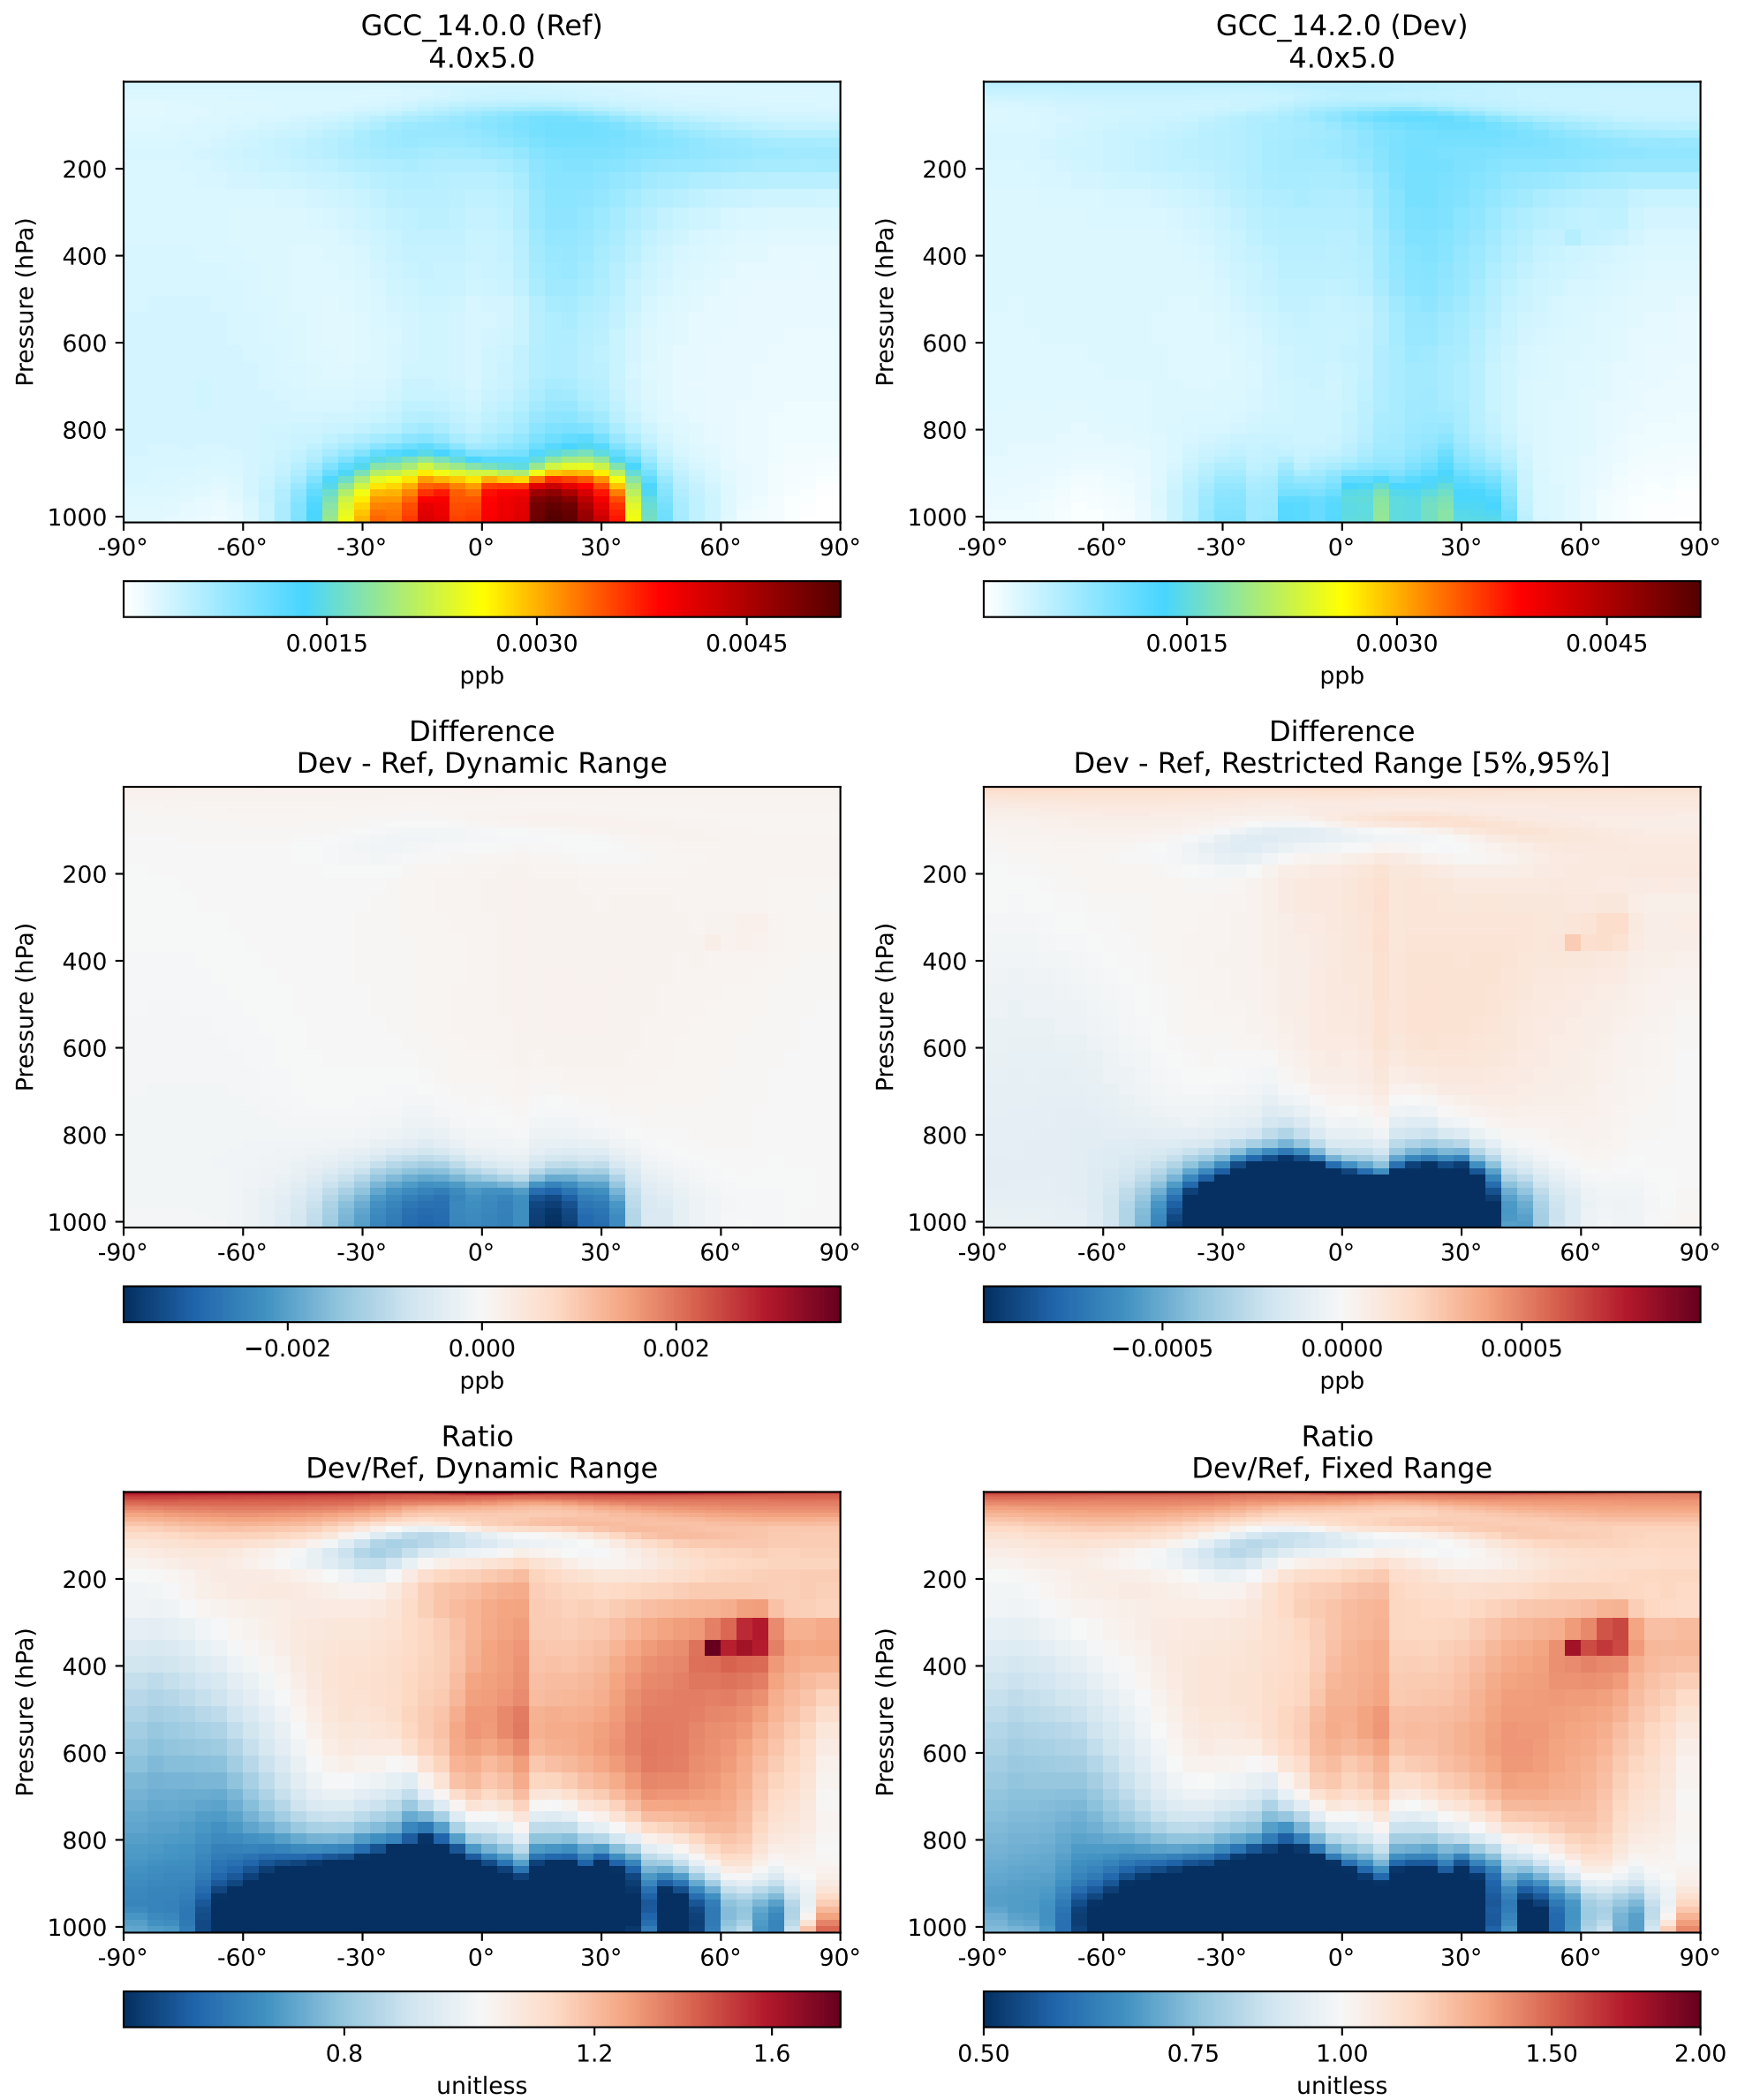 GCC_14.0.0 (Ref)
4.0x5.0
Pressure (hPa)
200
400
600
800
1000
-90° -60° -30° 0° 30° 60° 90°
0.0015 0.0030 0.0045
ppb
GCC_14.2.0 (Dev)
4.0x5.0
Pressure (hPa)
200
400
600
800
1000
-90° -60° -30° 0° 30° 60° 90°
0.0015 0.0030 0.0045
ppb
Difference
Dev - Ref, Dynamic Range
Pressure (hPa)
200
400
600
800
1000
-90° -60° -30° 0° 30° 60° 90°
−0.002 0.000 0.002
ppb
Difference
Dev - Ref, Restricted Range [5%,95%]
Pressure (hPa)
200
400
600
800
1000
-90° -60° -30° 0° 30° 60° 90°
−0.0005 0.0000 0.0005
ppb
Ratio
Dev/Ref, Dynamic Range
Pressure (hPa)
200
400
600
800
1000
-90° -60° -30° 0° 30° 60° 90°
0.8 1.2 1.6
unitless
Ratio
Dev/Ref, Fixed Range
Pressure (hPa)
200
400
600
800
1000
-90° -60° -30° 0° 30° 60° 90°
0.50 0.75 1.00 1.50 2.00
unitless